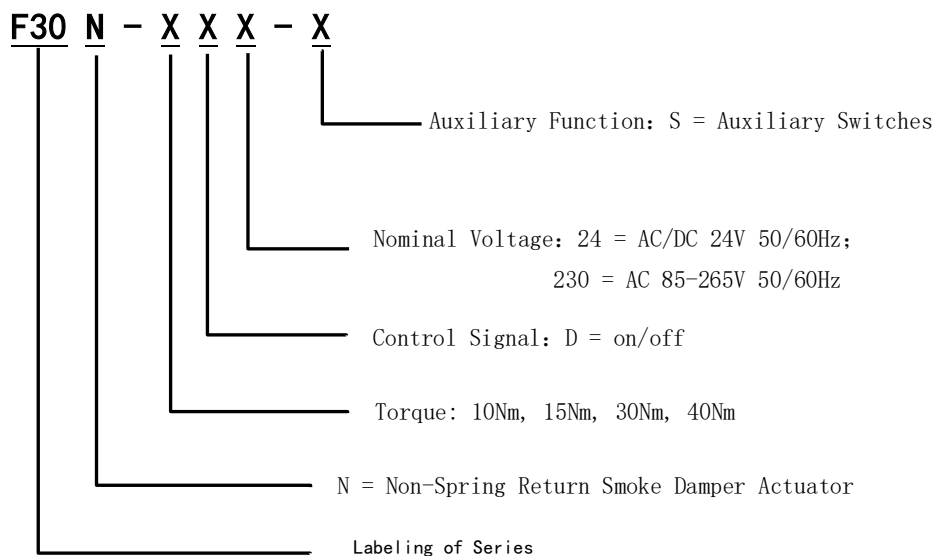 F30 N - X X X - X
Auxiliary Function: S = Auxiliary Switches
Nominal Voltage: 24 = AC/DC 24V 50/60Hz;
230 = AC 85-265V 50/60Hz
Control Signal: D = on/off
Torque: 10Nm, 15Nm, 30Nm, 40Nm
N = Non-Spring Return Smoke Damper Actuator
Labeling of Series